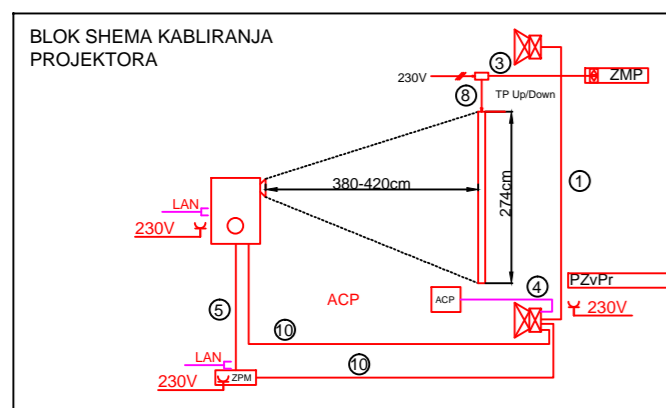 BLOK SHEMA KABLIRANJA
PROJEKTORA
3
230V
ZMP
8
TP Up/Down
380-420cm
274cm
1
LAN
230V
PZvPr
4
230V
ACP
ACP
5
10
LAN
10
230V
ZPM